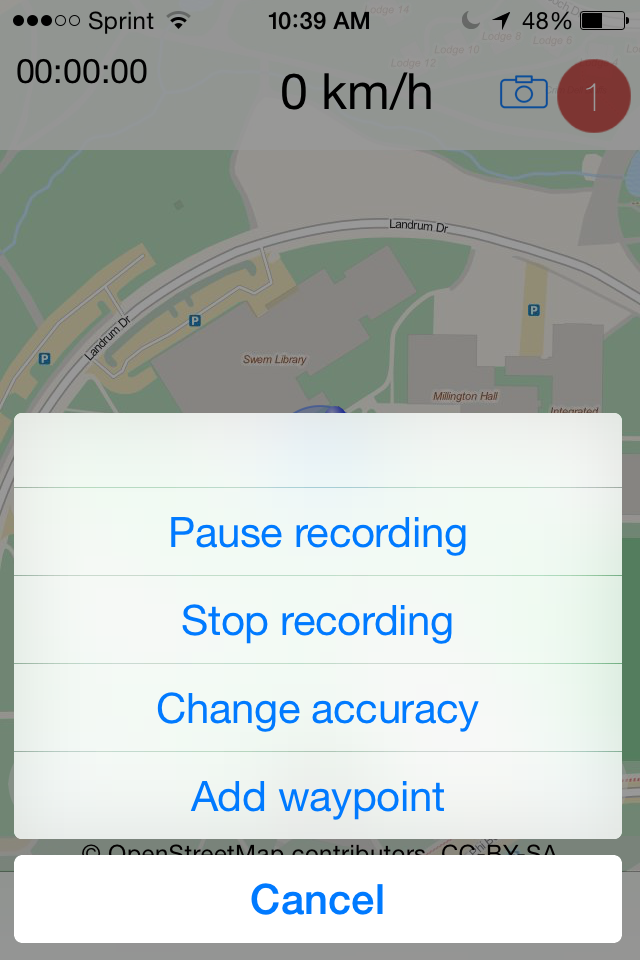 Sprint 10:39 AM 48%
Lodge 14
Lodge 10 Lodge 6
Lodge 12
00:00:00
0 km/h
1
Landrum Dr
P
P
Landrum Dr
P
Swem Library
Millington Hall
Integrated
Pause recording
Stop recording
Change accuracy
Add waypoint
© OpenStreetMap contributors, CC-BY-SA
Cancel